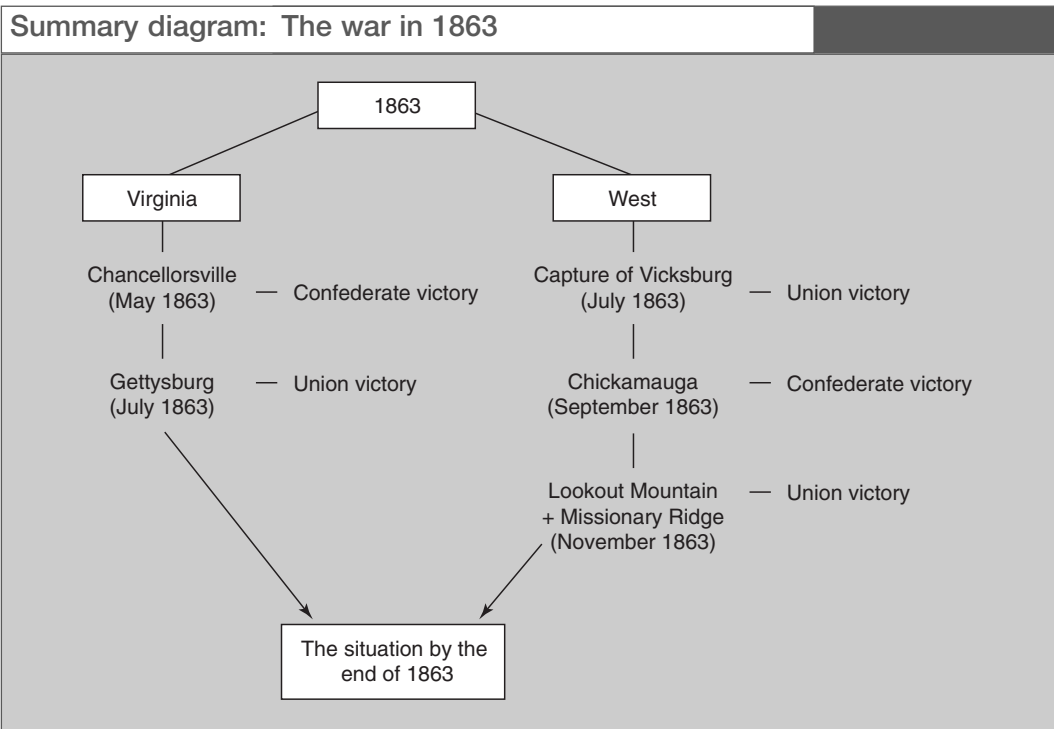 Summary diagram: The war in 1863
1863
Virginia
Chancellorsville
(May 1863)
— Confederate victory
Gettysburg
(July 1863)
— Union victory
West
Capture of Vicksburg
(July 1863)
— Union victory
Chickamauga
(September 1863)
— Confederate victory
Lookout Mountain
+ Missionary Ridge
(November 1863)
— Union victory
The situation by the
end of 1863